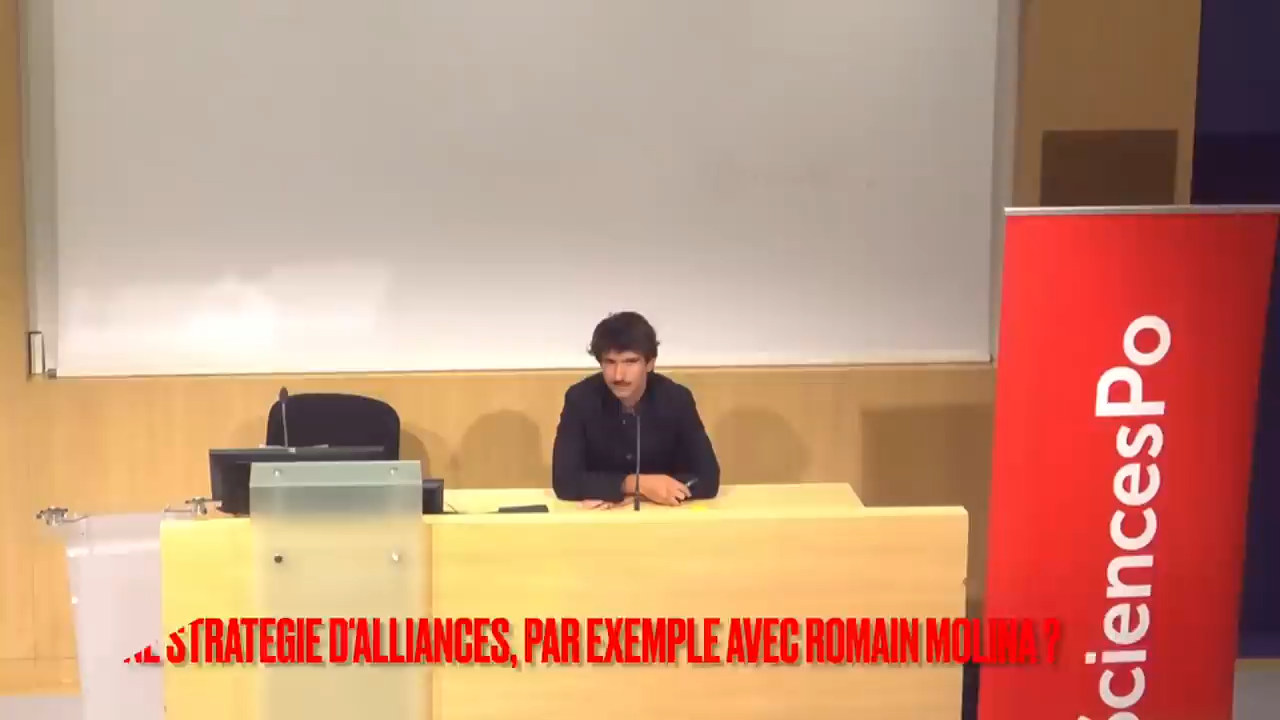 SciencesPo
STRATEGIE D'ALLIANCES, PAR EXEMPLE AVEC ROMAIN MOLINA ?